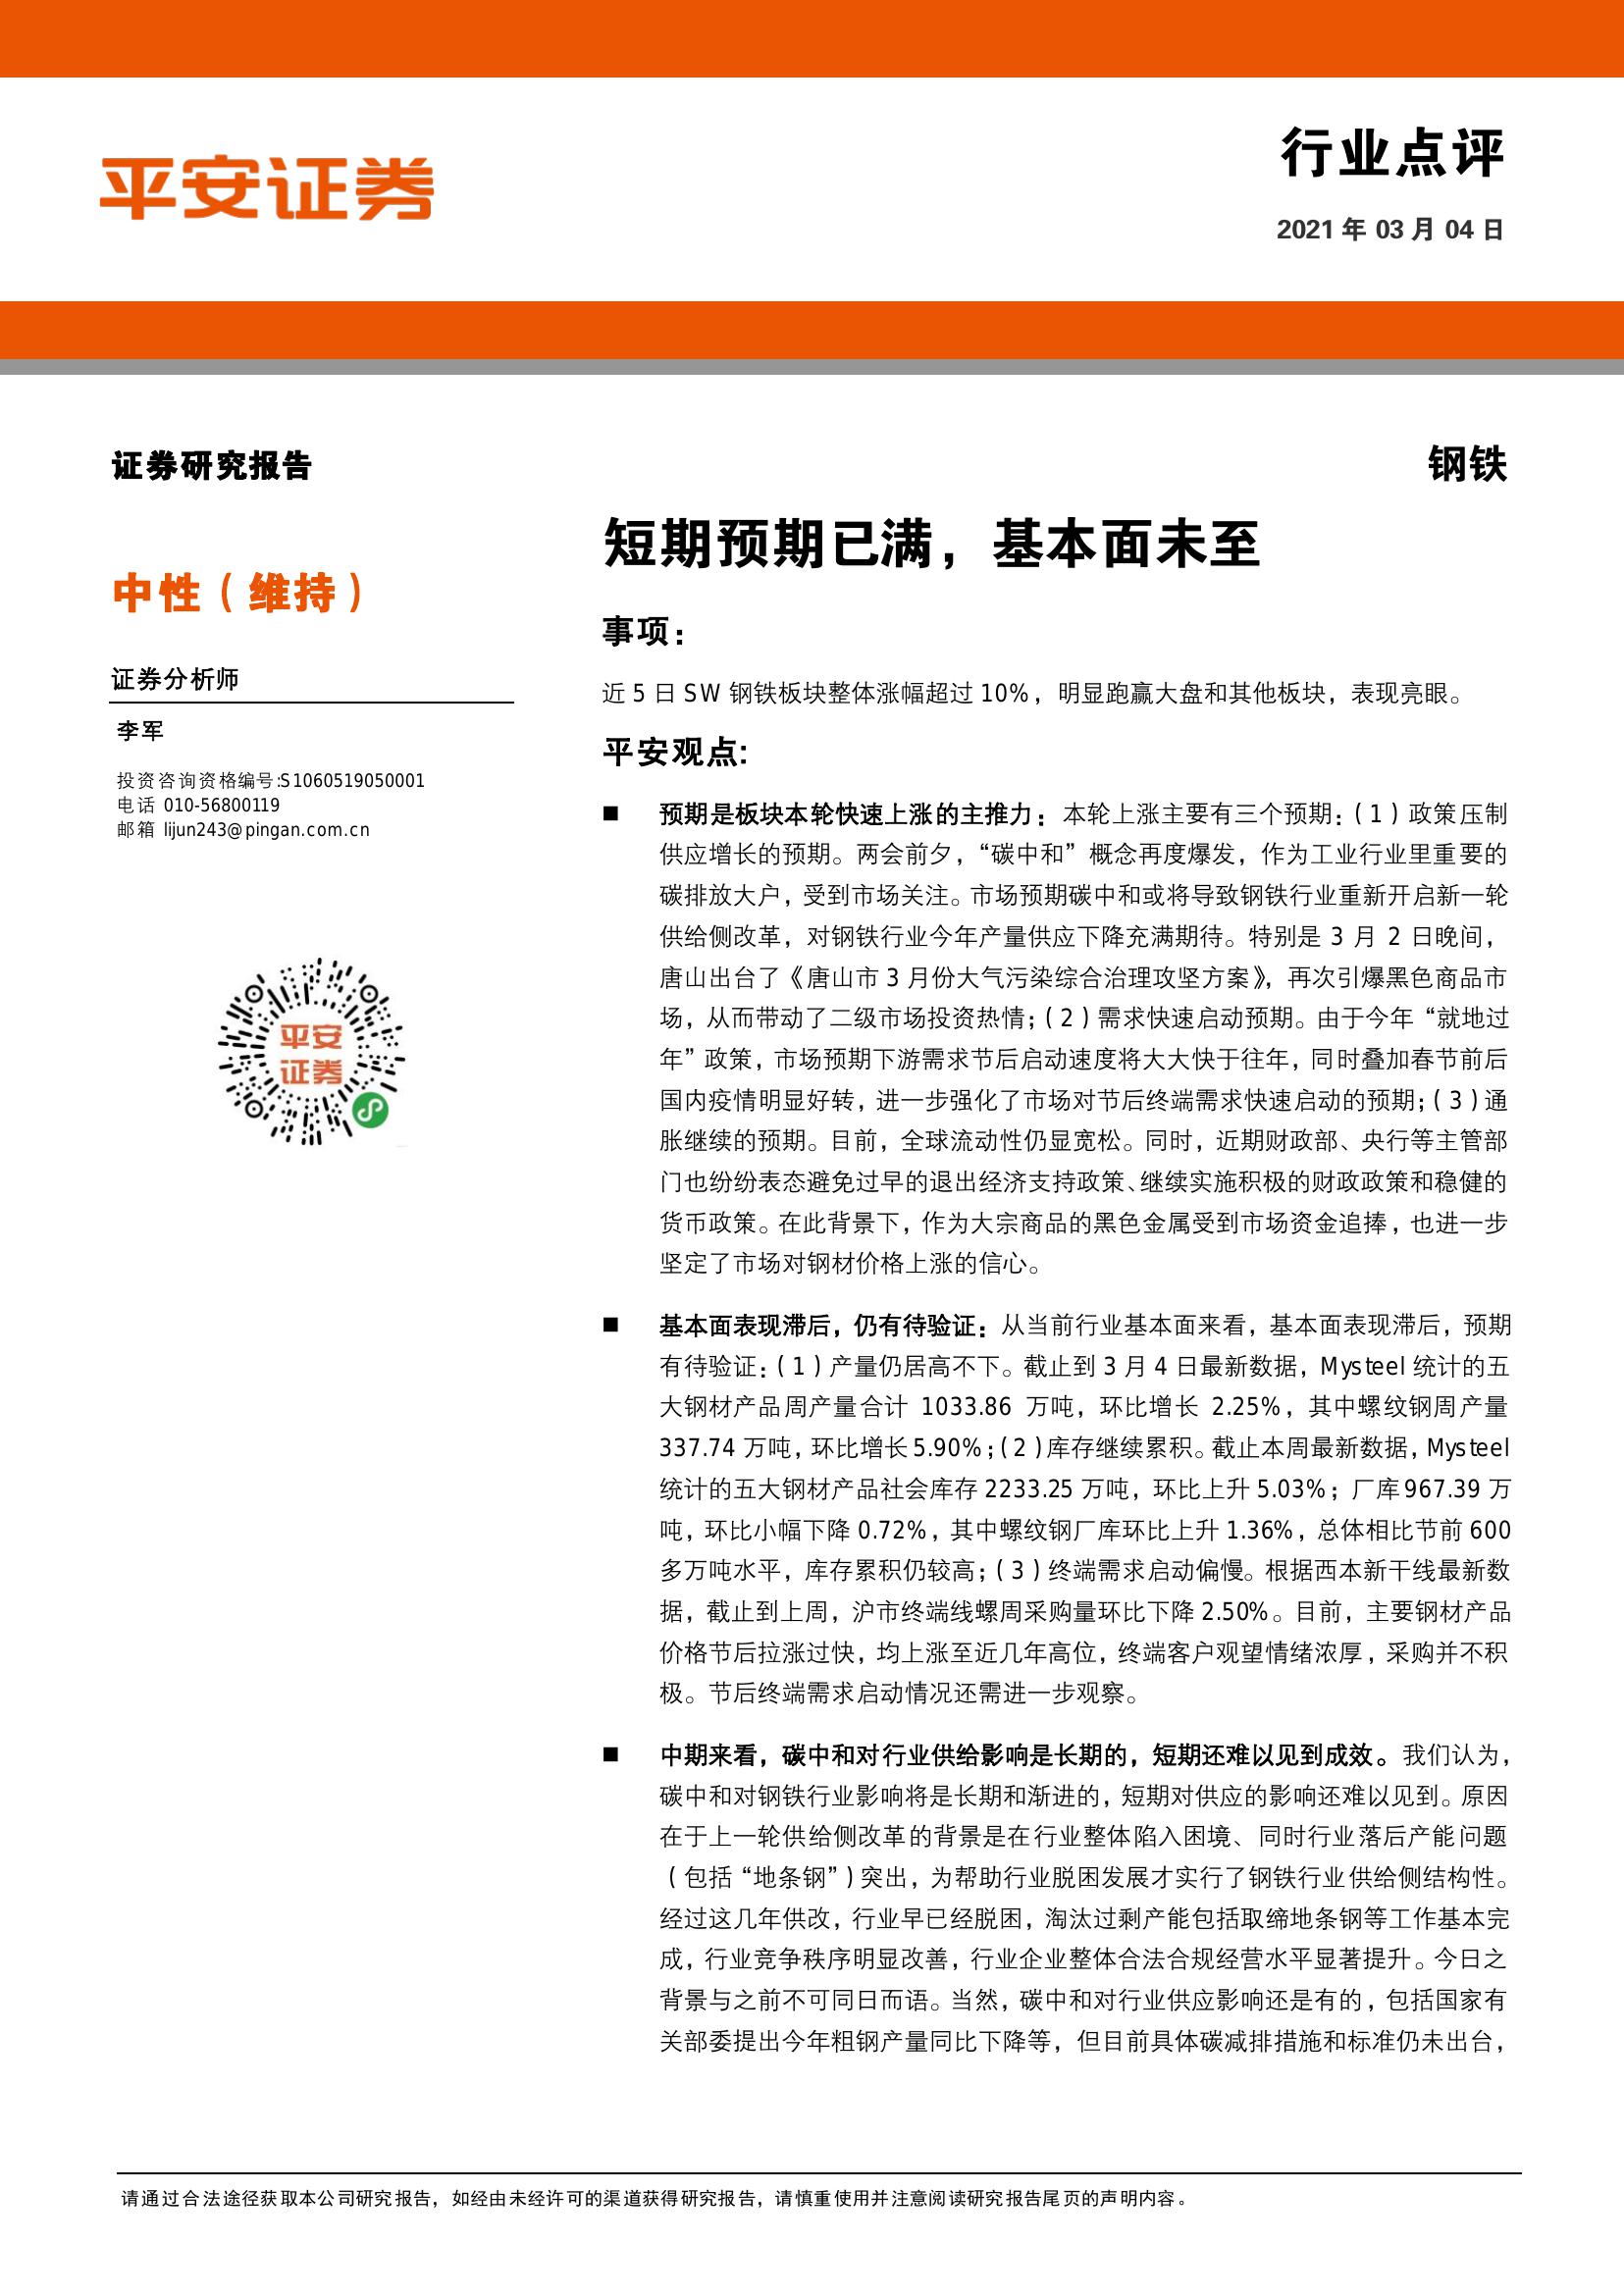 平安证券
行业点评
2021 年 03 月 04 日
证券研究报告
钢铁
中性（维持）
证券分析师
李军
投资咨询资格编号:S1060519050001
电话 010-56800119
邮箱 lijun243@pingan.com.cn
平安
证券
短期预期已满，基本面未至
事项：
近 5 日 SW 钢铁板块整体涨幅超过 10%，明显跑赢大盘和其他板块，表现亮眼。
平安观点:
■ 预期是板块本轮快速上涨的主推力：本轮上涨主要有三个预期：（1）政策压制
供应增长的预期。两会前夕，“碳中和”概念再度爆发，作为工业行业里重要的
碳排放大户，受到市场关注。市场预期碳中和或将导致钢铁行业重新开启新一轮
供给侧改革，对钢铁行业今年产量供应下降充满期待。特别是 3 月 2 日晚间，
唐山出台了《唐山市 3 月份大气污染综合治理攻坚方案》，再次引爆黑色商品市
场，从而带动了二级市场投资热情；（2）需求快速启动预期。由于今年“就地过
年”政策，市场预期下游需求节后启动速度将大大快于往年，同时叠加春节前后
国内疫情明显好转，进一步强化了市场对节后终端需求快速启动的预期；（3）通
胀继续的预期。目前，全球流动性仍显宽松。同时，近期财政部、央行等主管部
门也纷纷表态避免过早的退出经济支持政策、继续实施积极的财政政策和稳健的
货币政策。在此背景下，作为大宗商品的黑色金属受到市场资金追捧，也进一步
坚定了市场对钢材价格上涨的信心。
■ 基本面表现滞后，仍有待验证：从当前行业基本面来看，基本面表现滞后，预期
有待验证：（1）产量仍居高不下。截止到 3 月 4 日最新数据，Mysteel 统计的五
大钢材产品周产量合计 1033.86 万吨，环比增长 2.25%，其中螺纹钢周产量
337.74 万吨，环比增长 5.90%；（2）库存继续累积。截止本周最新数据，Mysteel
统计的五大钢材产品社会库存 2233.25 万吨，环比上升 5.03%；厂库 967.39 万
吨，环比小幅下降 0.72%，其中螺纹钢厂库环比上升 1.36%，总体相比节前 600
多万吨水平，库存累积仍较高；（3）终端需求启动偏慢。根据西本新干线最新数
据，截止到上周，沪市终端线螺周采购量环比下降 2.50%。目前，主要钢材产品
价格节后拉涨过快，均上涨至近几年高位，终端客户观望情绪浓厚，采购并不积
极。节后终端需求启动情况还需进一步观察。
■ 中期来看，碳中和对行业供给影响是长期的，短期还难以见到成效。我们认为，
碳中和对钢铁行业影响将是长期和渐进的，短期对供应的影响还难以见到。原因
在于上一轮供给侧改革的背景是在行业整体陷入困境、同时行业落后产能问题
（包括“地条钢”）突出，为帮助行业脱困发展才实行了钢铁行业供给侧结构性。
经过这几年供改，行业早已经脱困，淘汰过剩产能包括取缔地条钢等工作基本完
成，行业竞争秩序明显改善，行业企业整体合法合规经营水平显著提升。今日之
背景与之前不可同日而语。当然，碳中和对行业供应影响还是有的，包括国家有
关部委提出今年粗钢产量同比下降等，但目前具体碳减排措施和标准仍未出台，
请通过合法途径获取本公司研究报告，如经由未经许可的渠道获得研究报告，请慎重使用并注意阅读研究报告尾页的声明内容。